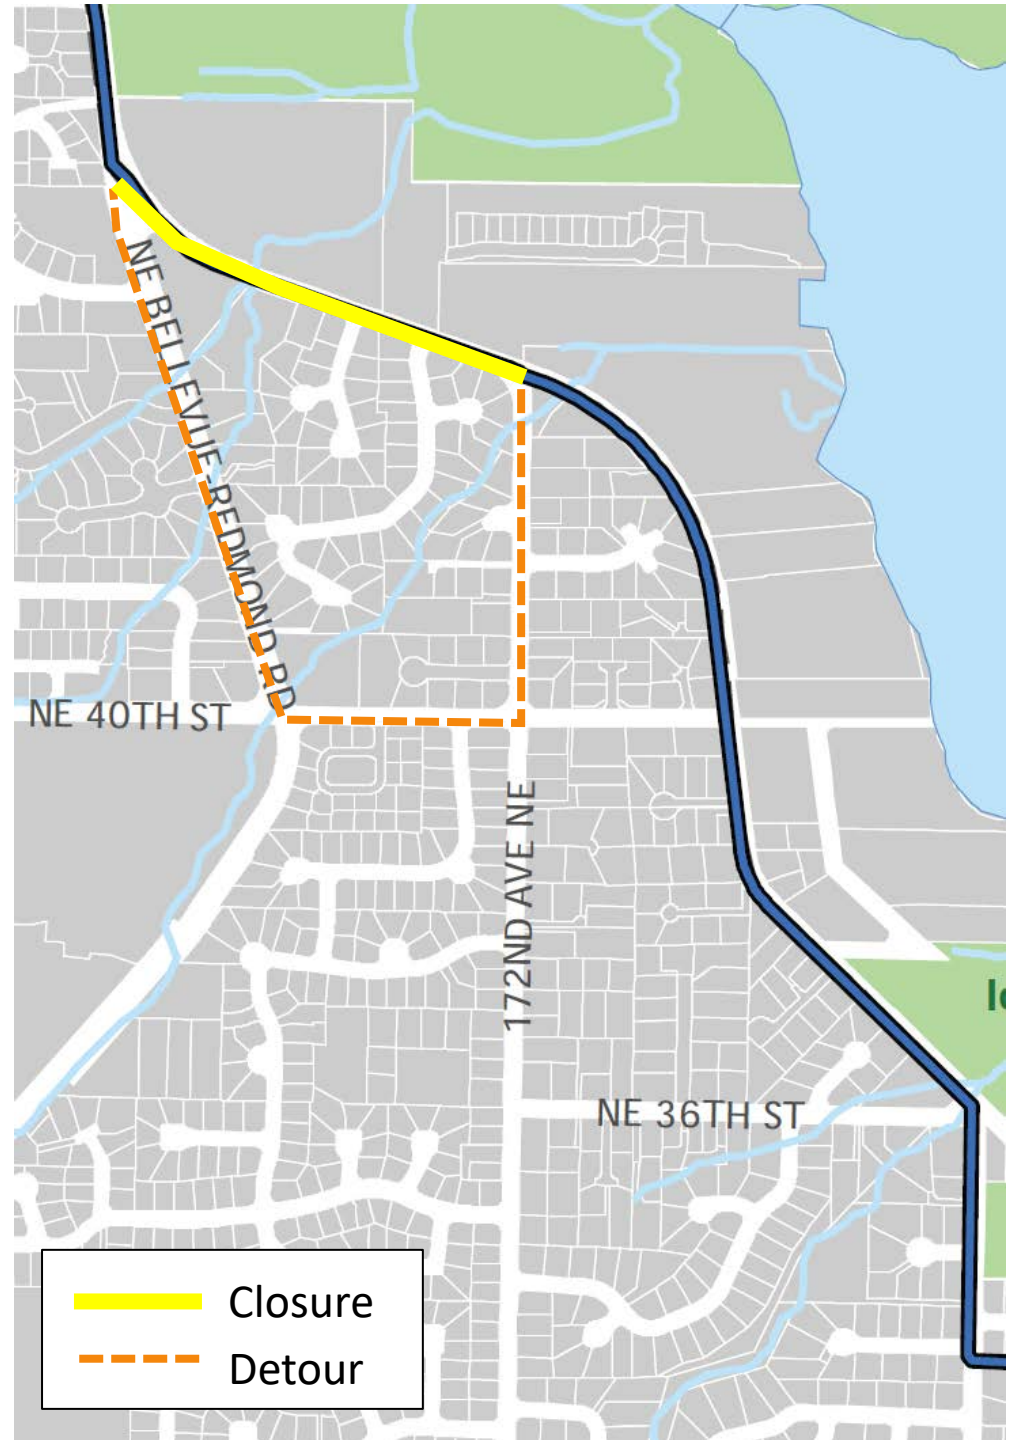 NE BELLEVUE-REDMOND RD
NE 40TH ST
172ND AVE NE
NE 36TH ST
Closure
Detour